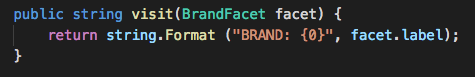 public string visit(BrandFacet facet) {
    return string.Format ("BRAND: {0}", facet.label);
}